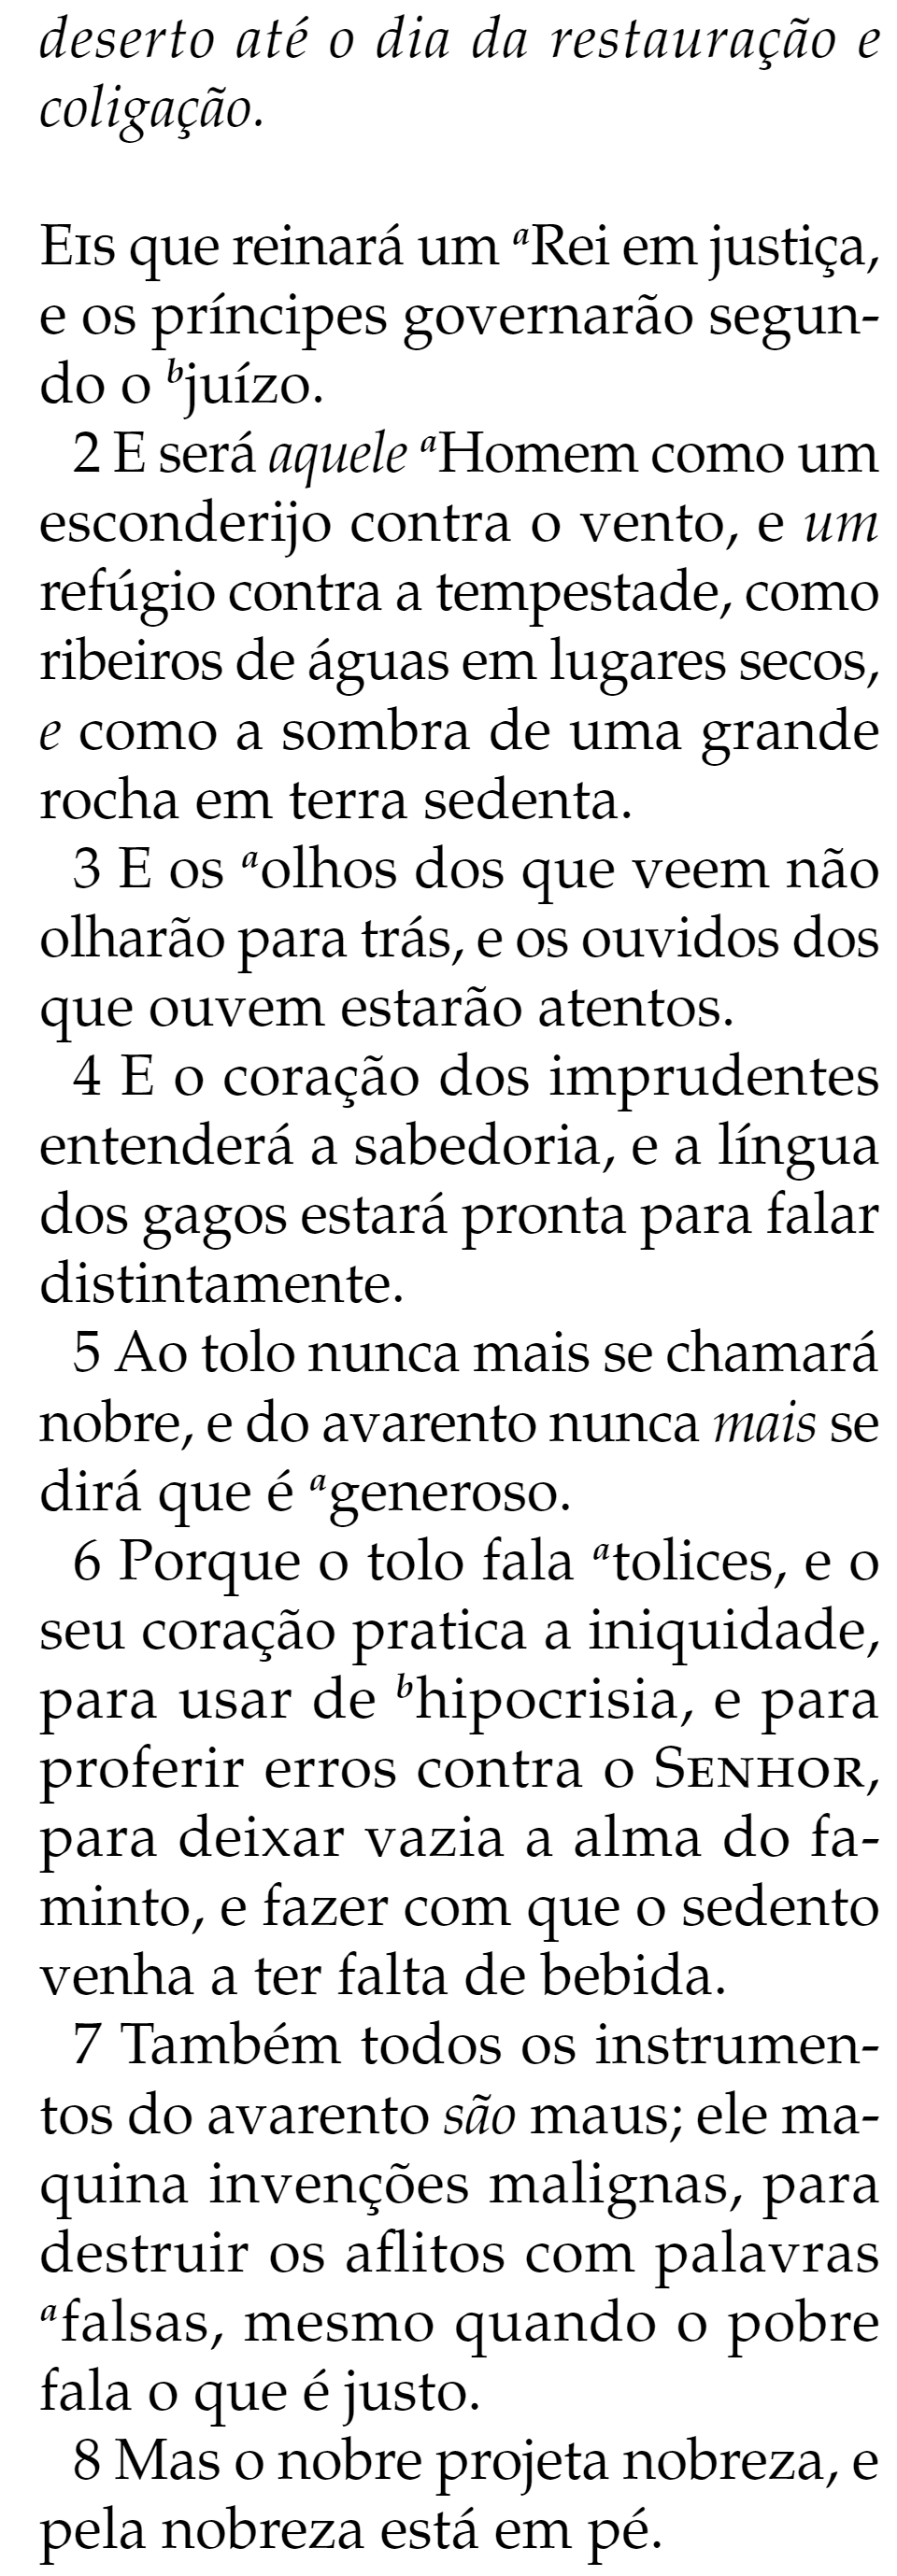 deserto até o dia da restauração e
coligação.
Eis que reinará um ᵃRei em justiça,
e os príncipes governarão segun-
do o ᵇjuízo.
2 E será aquele ᵃHomem como um
esconderijo contra o vento, e um
refúgio contra a tempestade, como
ribeiros de águas em lugares secos,
e como a sombra de uma grande
rocha em terra sedenta.
3 E os ᵃolhos dos que veem não
olharão para trás, e os ouvidos dos
que ouvem estarão atentos.
4 E o coração dos imprudentes
entenderá a sabedoria, e a língua
dos gagos estará pronta para falar
distintamente.
5 Ao tolo nunca mais se chamará
nobre, e do avarento nunca mais se
dirá que é ᵃgeneroso.
6 Porque o tolo fala ᵃtolices, e o
seu coração pratica a iniquidade,
para usar de ᵇhipocrisia, e para
proferir erros contra o SENHOR,
para deixar vazia a alma do fa-
minto, e fazer com que o sedento
venha a ter falta de bebida.
7 Também todos os instrumen-
tos do avarento são maus; ele ma-
quina invenções malignas, para
destruir os aflitos com palavras
ᵃfalsas, mesmo quando o pobre
fala o que é justo.
8 Mas o nobre projeta nobreza, e
pela nobreza está em pé.